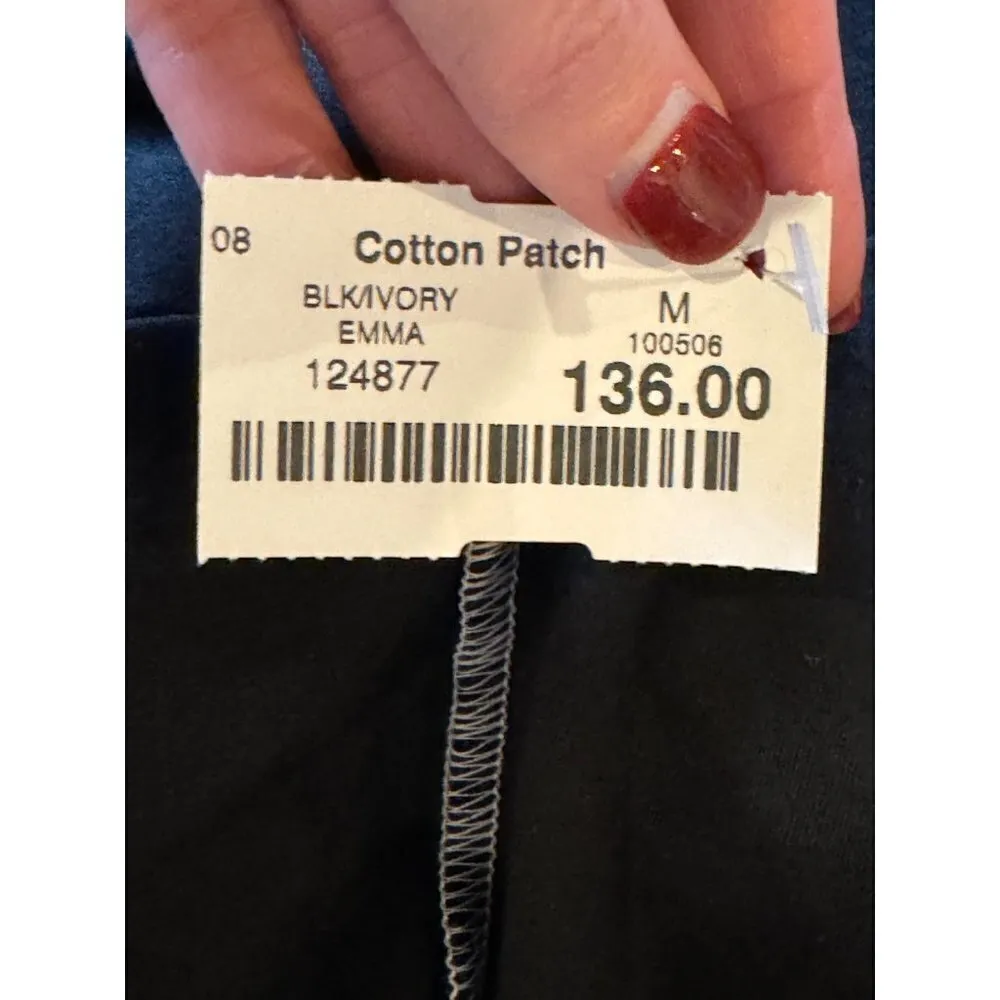 08 Cotton Patch
BLK/IVORY M
EMMA 100506
124877 136.00